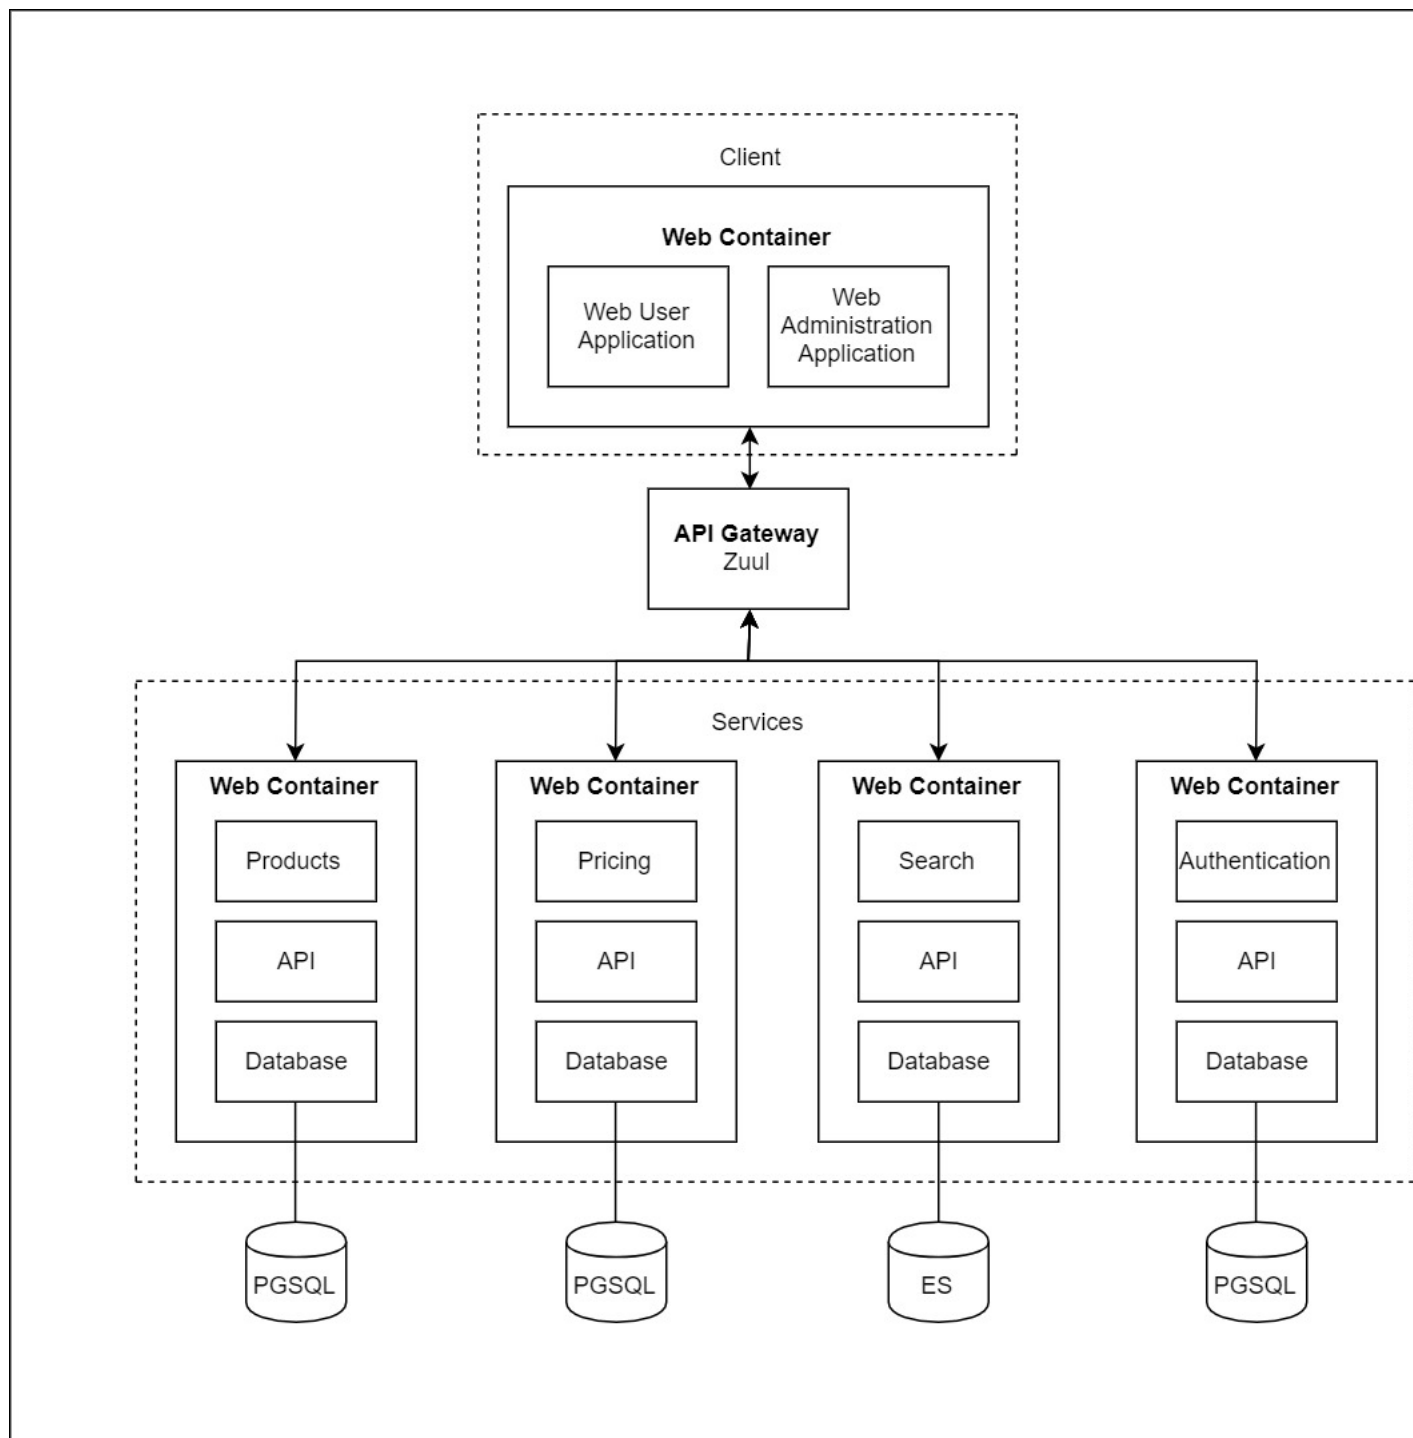 Client
Web Container
Web User
Application
Web
Administration
Application
API Gateway
Zuul
Services
Web Container
Products
API
Database
PGSQL
Web Container
Pricing
API
Database
PGSQL
Web Container
Search
API
Database
ES
Web Container
Authentication
API
Database
PGSQL